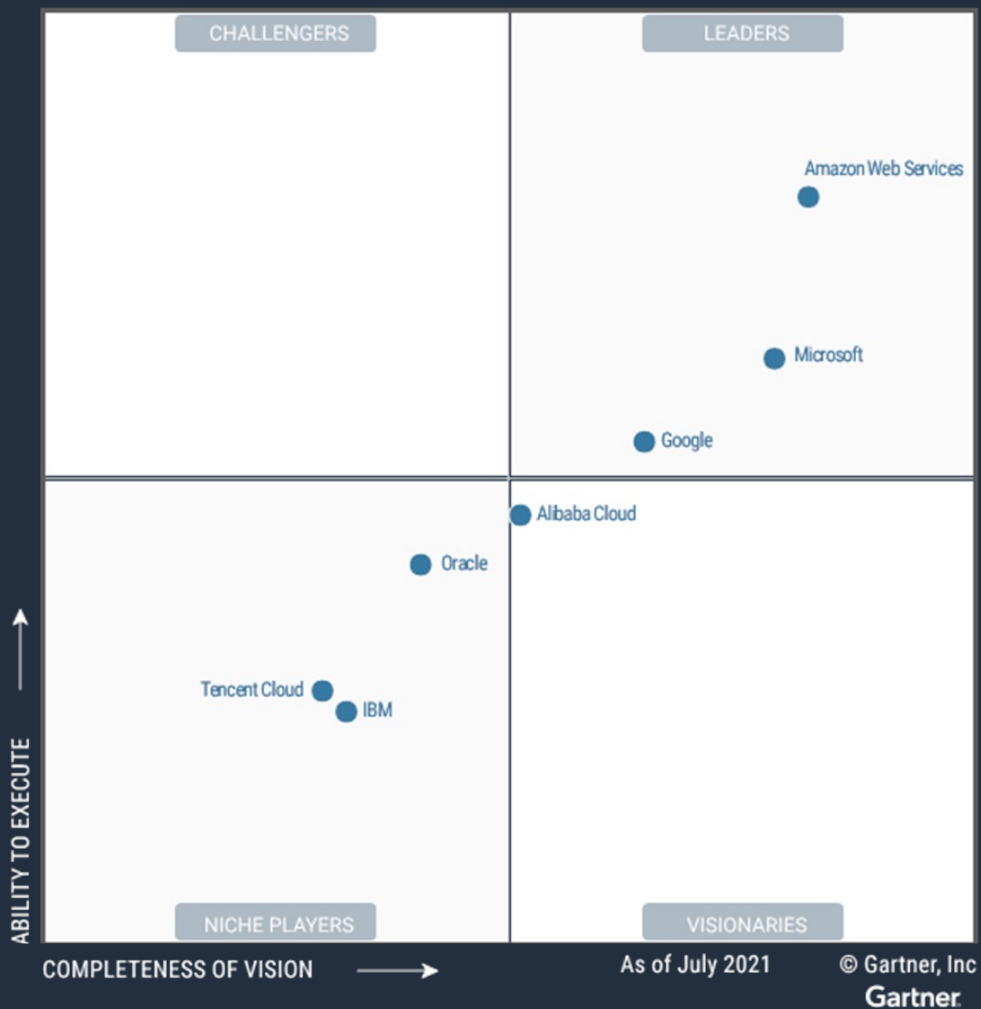 CHALLENGERS
LEADERS
Amazon Web Services
Microsoft
Google
Alibaba Cloud
Oracle
Tencent Cloud
IBM
ABILITY TO EXECUTE
NICHE PLAYERS
VISIONARIES
COMPLETENESS OF VISION
As of July 2021
© Gartner, Inc
Gartner